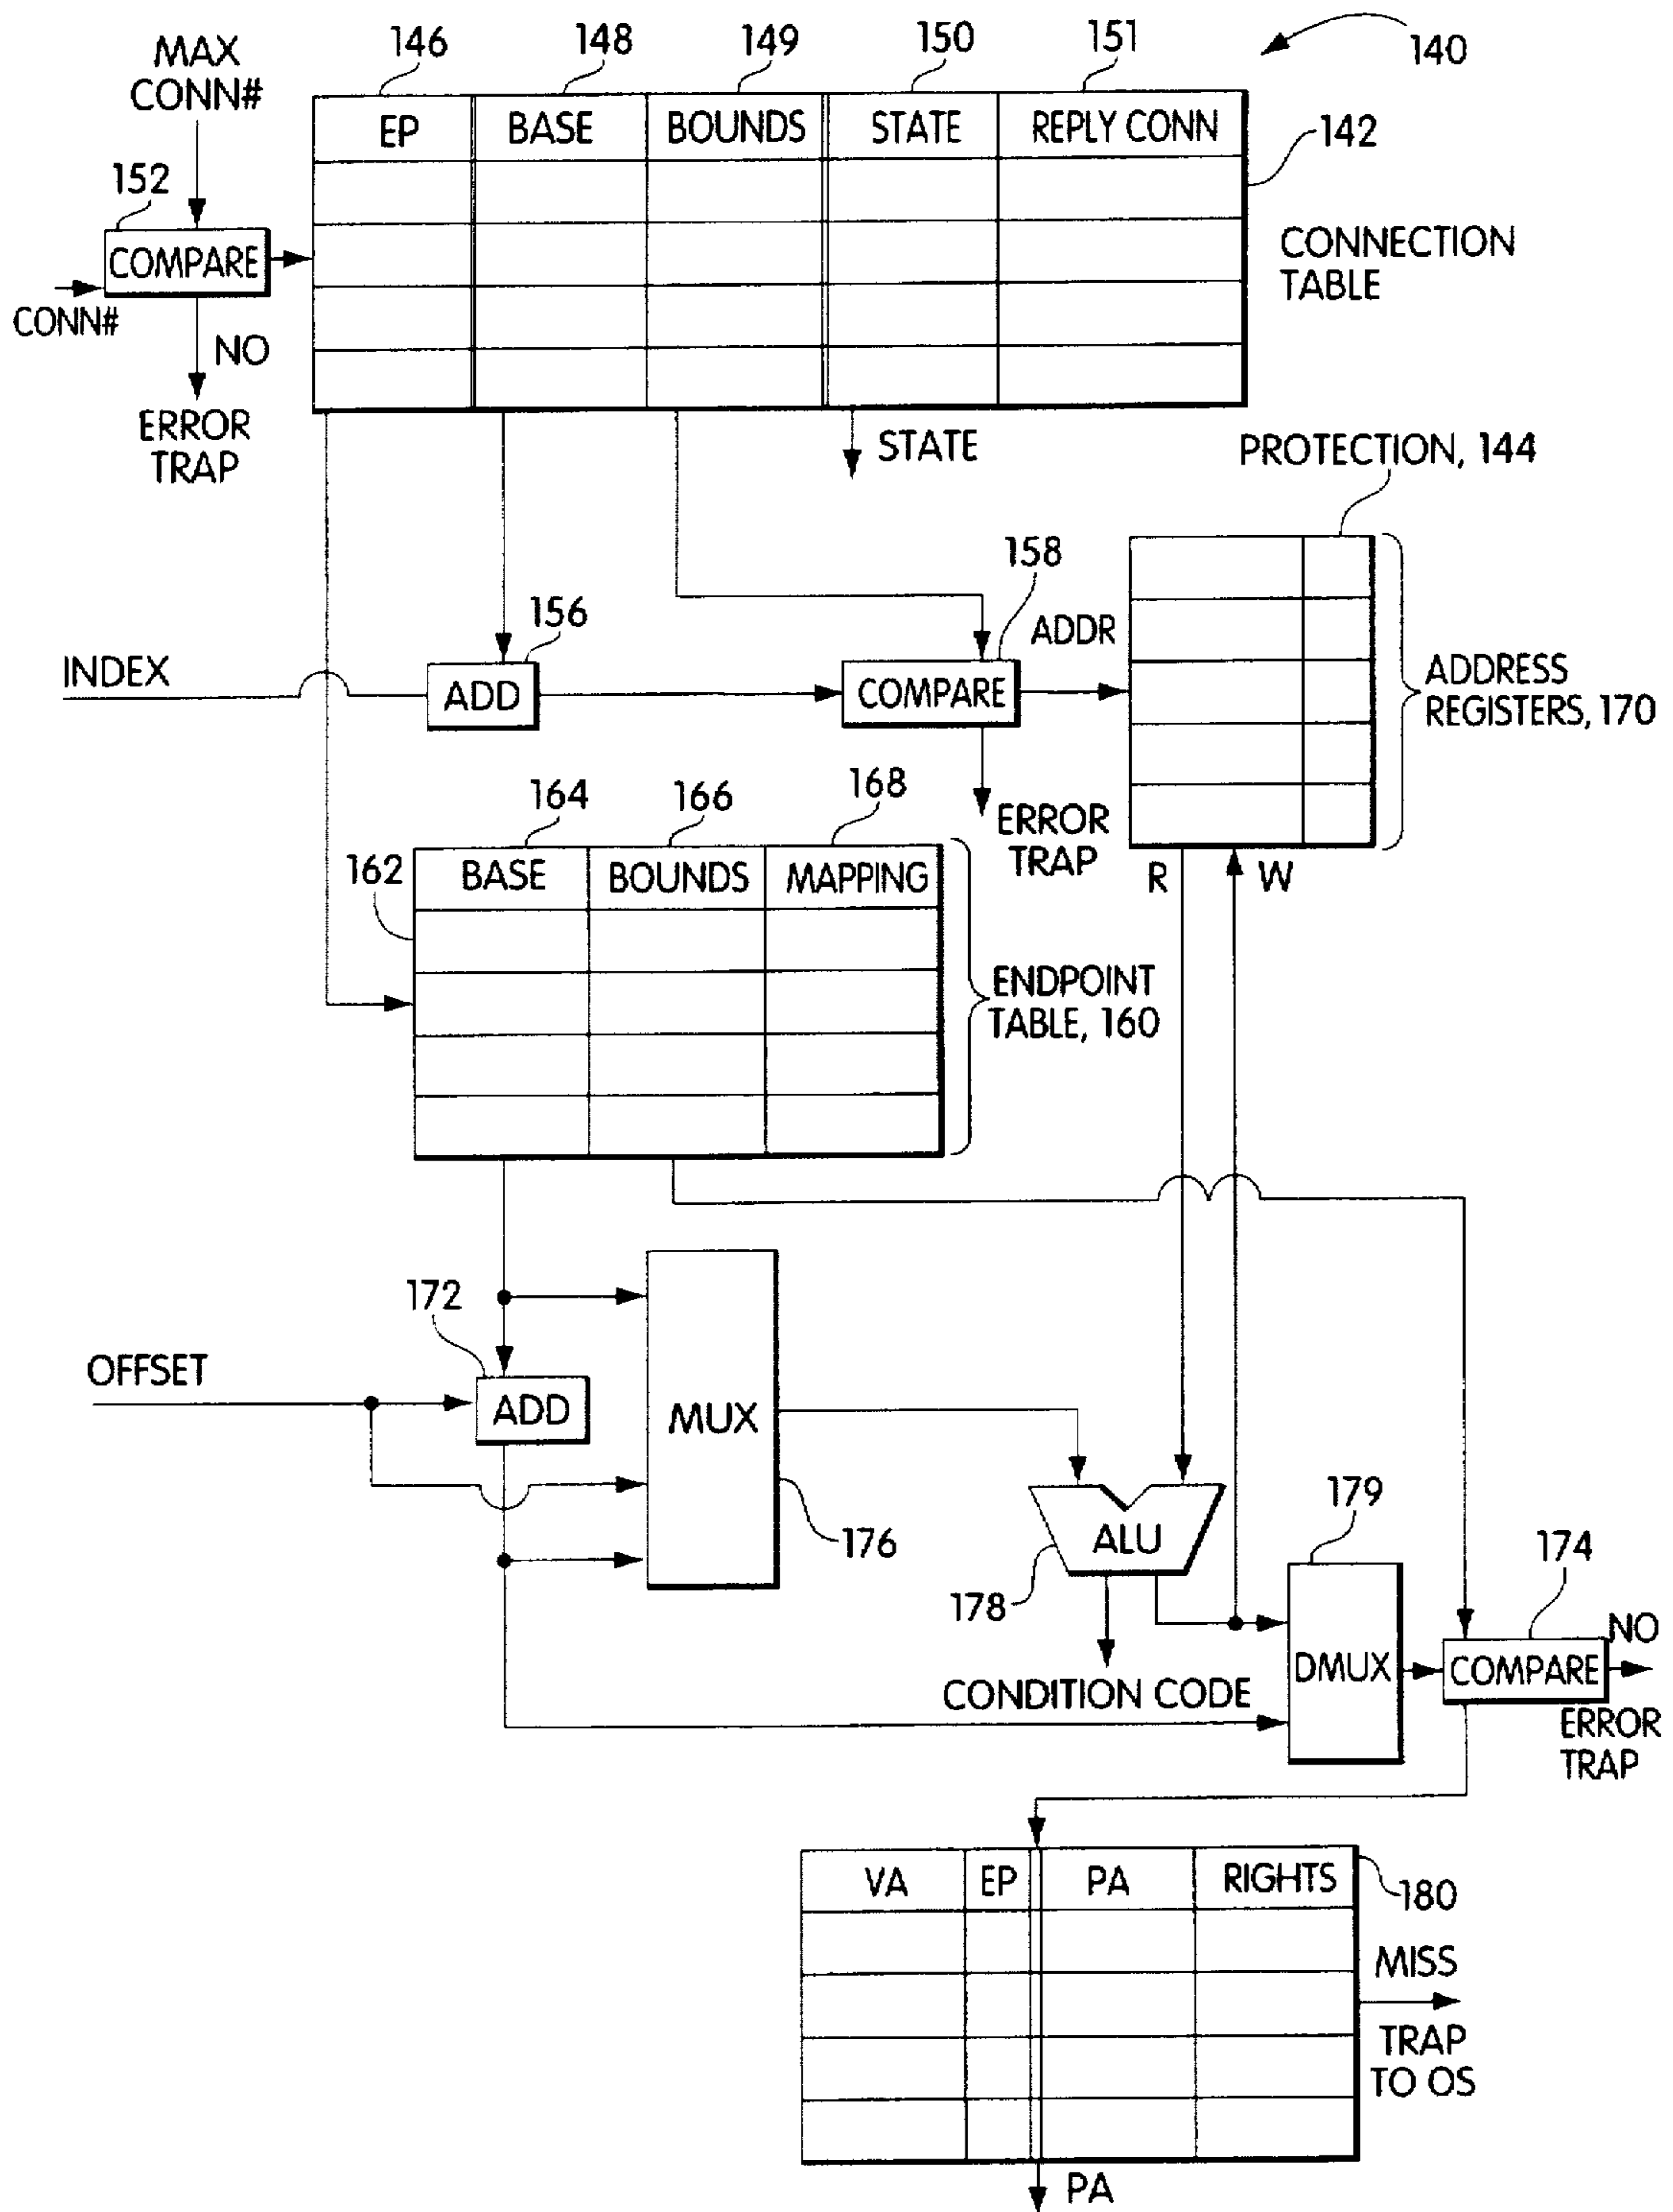 146
148
149
150
151
140
MAX
CONN#
EP
BASE
BOUNDS
STATE
REPLY CONN
142
152
COMPARE
CONN#
NO
ERROR
TRAP
CONNECTION
TABLE
STATE
PROTECTION, 144
158
156
INDEX
ADD
COMPARE
ADDR
ADDRESS
REGISTERS, 170
164
166
168
ERROR
TRAP
162
BASE
BOUNDS
MAPPING
R
W
ENDPOINT
TABLE, 160
172
OFFSET
ADD
MUX
176
ALU
178
179
174
CONDITION CODE
DMUX
COMPARE
NO
ERROR
TRAP
VA
EP
PA
RIGHTS
180
MISS
TRAP
TO OS
PA